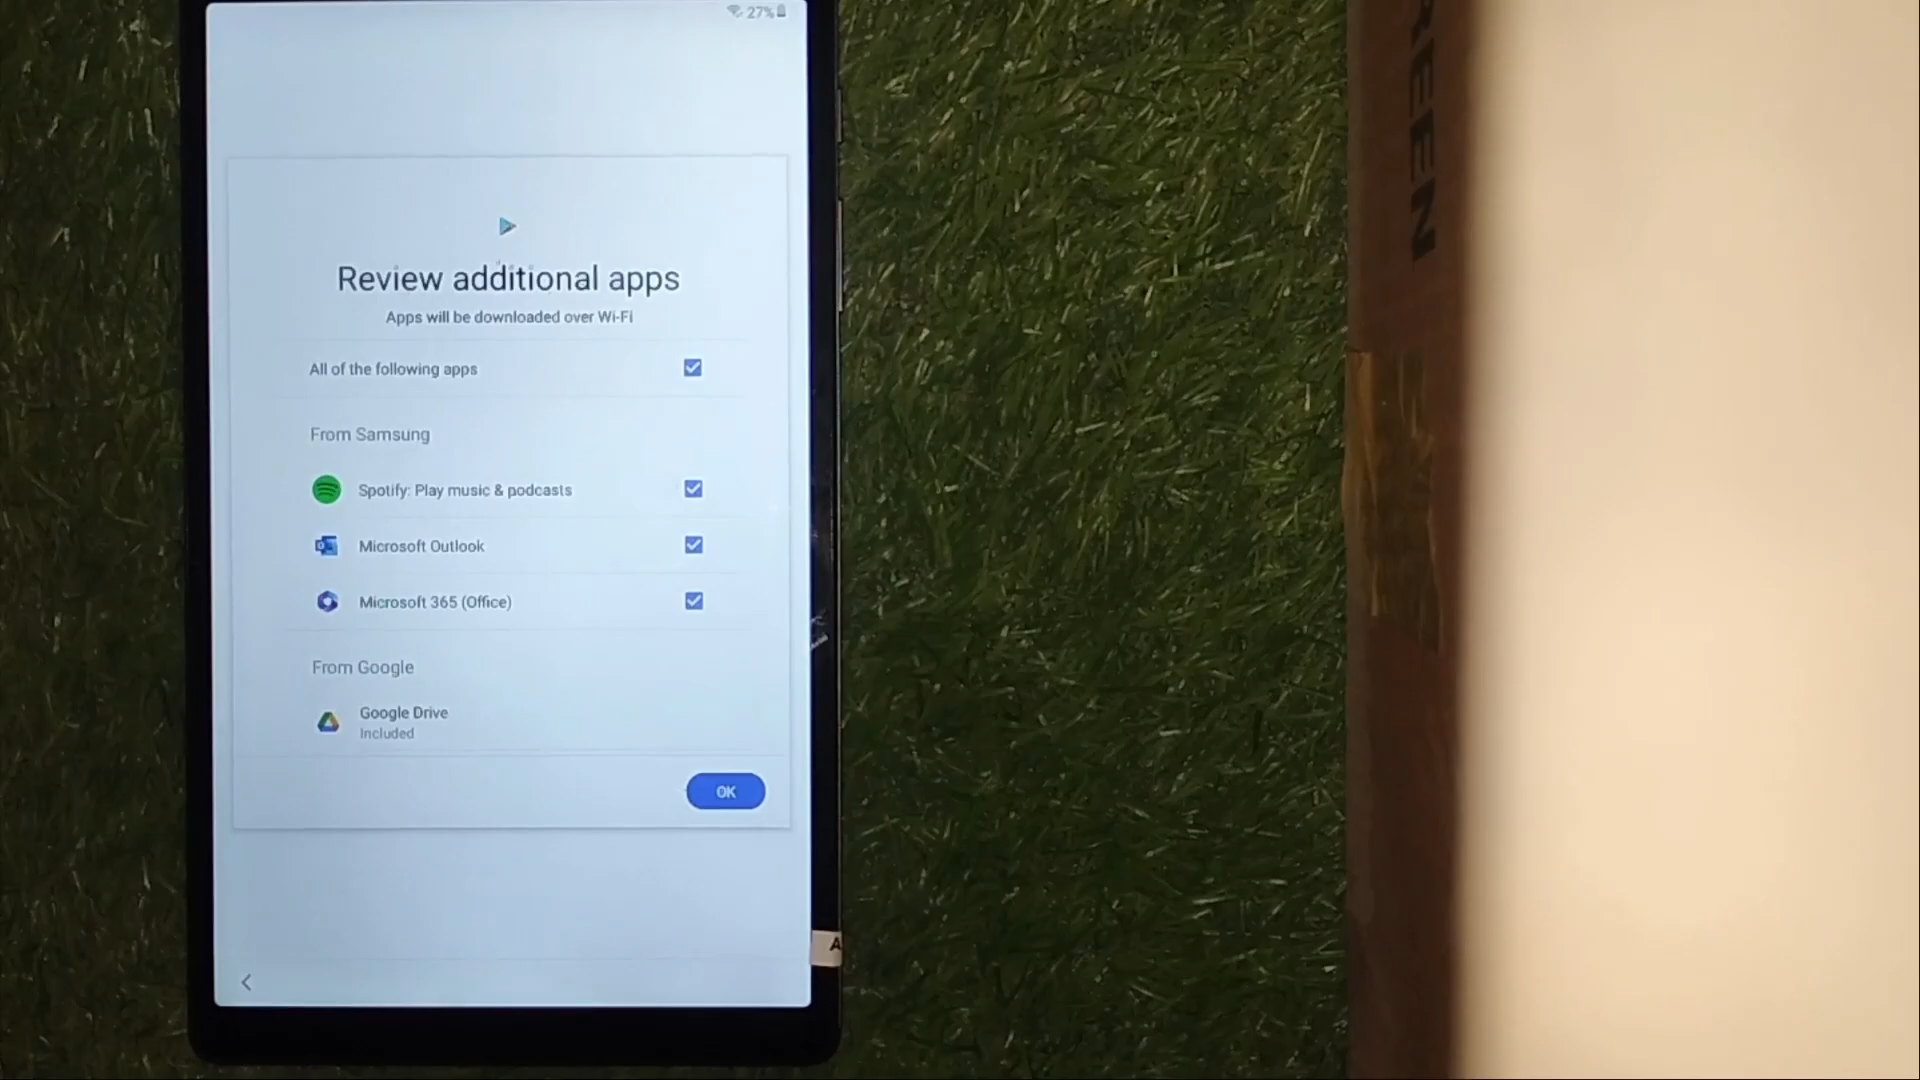 27%
Review additional apps
Apps will be downloaded over Wi-Fi
All of the following apps
From Samsung
Spotify: Play music & podcasts
Microsoft Outlook
Microsoft 365 (Office)
From Google
Google Drive
Included
OK
A
REEN